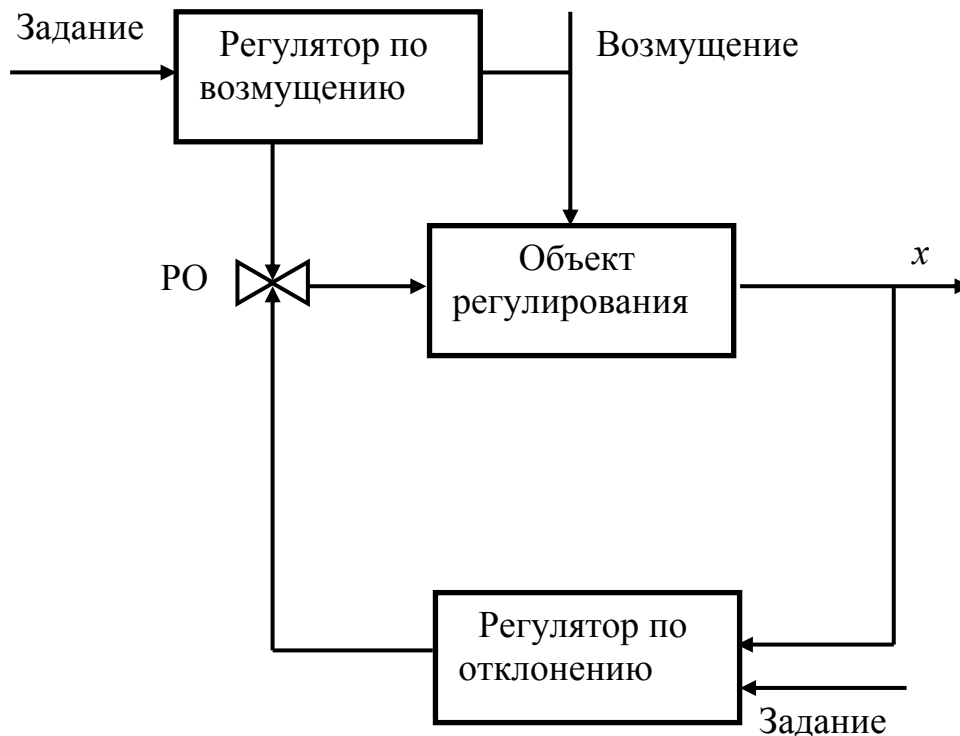 Задание
Регулятор по
возмущению
Возмущение
РО
Объект
регулирования
x
Регулятор по
отклонению
Задание